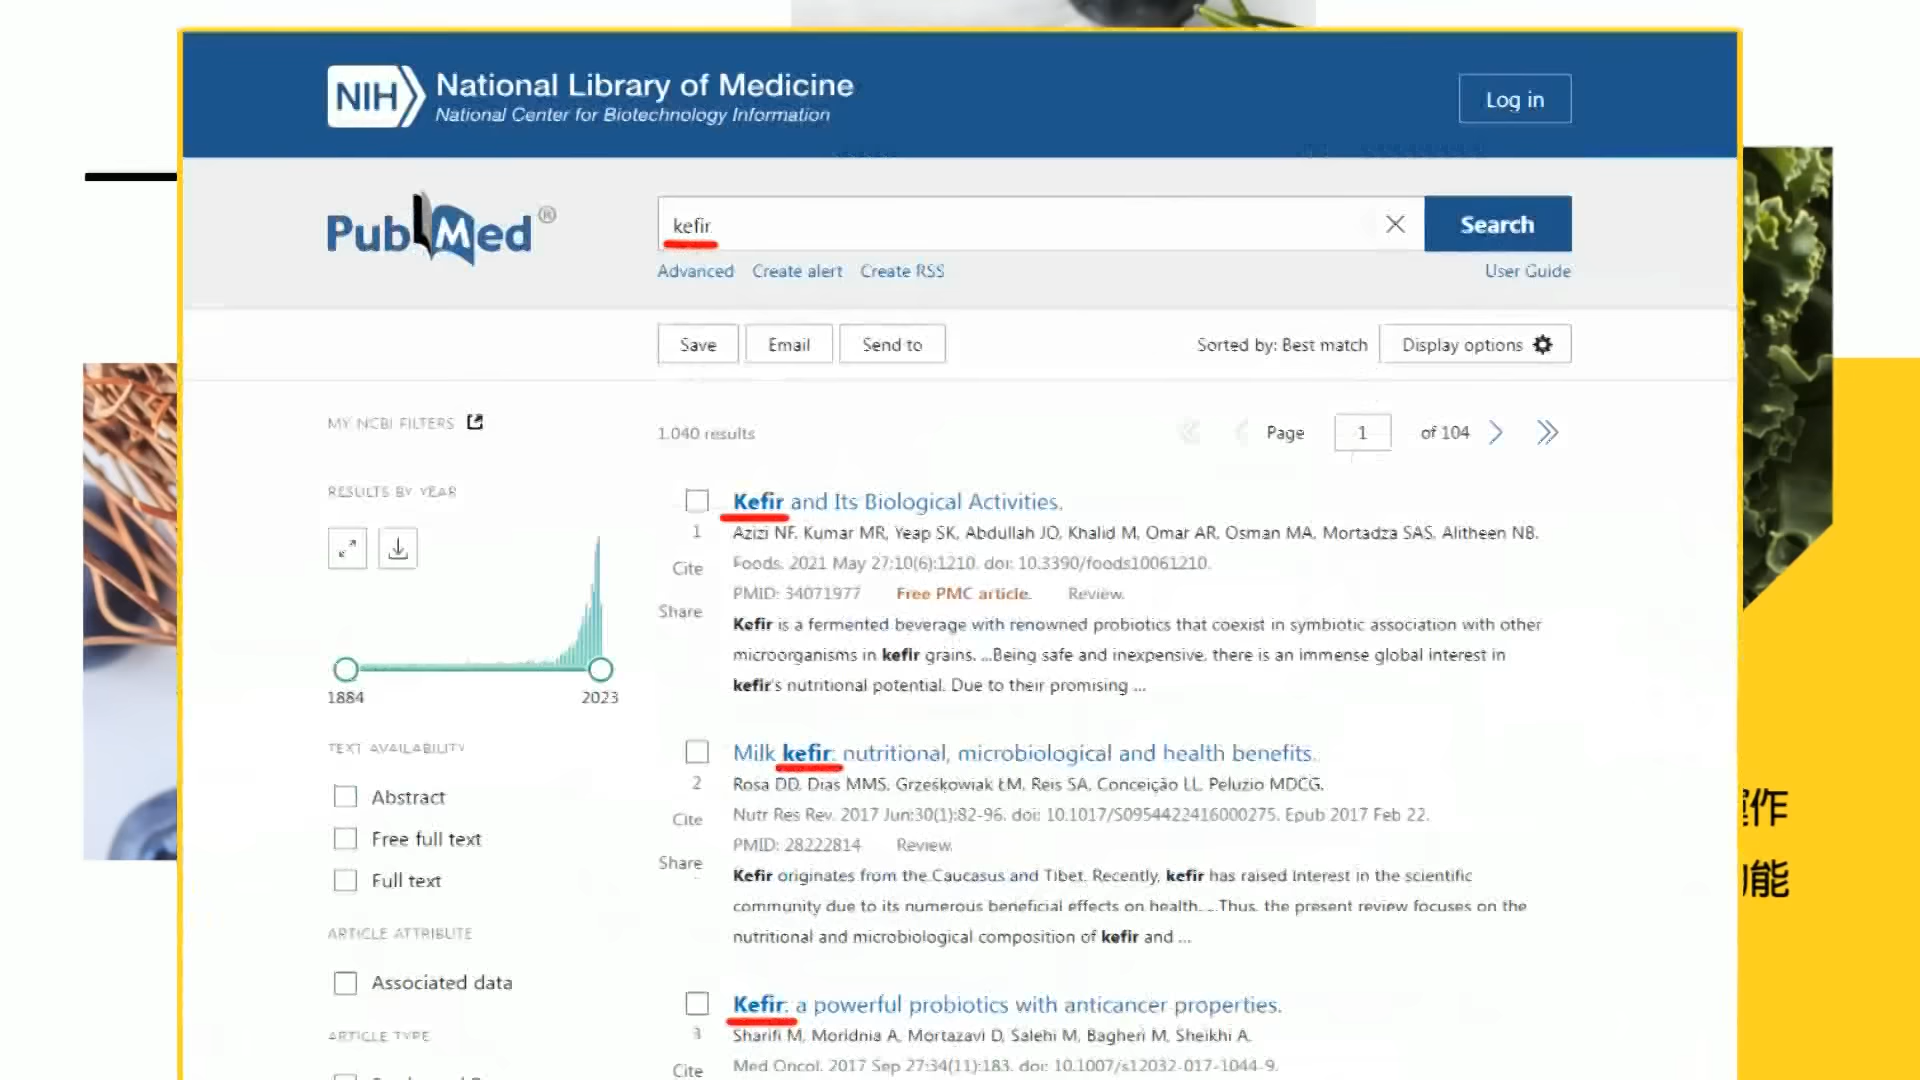 NIH National Library of Medicine
National Center for Biotechnology Information
Log in
PubMed®
kefir
Search
Advanced Create alert Create RSS
User Guide
Save Email Send to
Sorted by: Best match
Display options
MY NCBI FILTERS
1,040 results
Page 1 of 104
RESULTS BY YEAR
1884 2023
TEXT AVAILABILITY
Abstract
Free full text
Full text
ARTICLE ATTRIBUTE
Associated data
ARTICLE TYPE
Kefir and Its Biological Activities.
1
Azizi NF, Kumar MR, Yeap SK, Abdullah JO, Khalid M, Omar AR, Osman MA, Mortadza SAS, Alitheen NB.
Cite
Foods. 2021 May 27;10(6):1210. doi: 10.3390/foods10061210.
PMID: 34071977 Free PMC article. Review.
Share
Kefir is a fermented beverage with renowned probiotics that coexist in symbiotic association with other
microorganisms in kefir grains. ...Being safe and inexpensive, there is an immense global interest in
kefir's nutritional potential. Due to their promising ...
Milk kefir: nutritional, microbiological and health benefits.
2
Rosa DD, Dias MMS, Grześkowiak ŁM, Reis SA, Conceição LL, Peluzio MDCG.
Cite
Nutr Res Rev. 2017 Jun;30(1):82-96. doi: 10.1017/S0954422416000275. Epub 2017 Feb 22.
PMID: 28222814 Review.
Share
Kefir originates from the Caucasus and Tibet. Recently, kefir has raised interest in the scientific
community due to its numerous beneficial effects on health. ...Thus, the present review focuses on the
nutritional and microbiological composition of kefir and ...
Kefir: a powerful probiotics with anticancer properties.
3
Sharifi M, Moridnia A, Mortazavi D, Salehi M, Bagheri M, Sheikhi A.
Cite
Med Oncol. 2017 Sep 27;34(11):183. doi: 10.1007/s12032-017-1044-9.
作
能